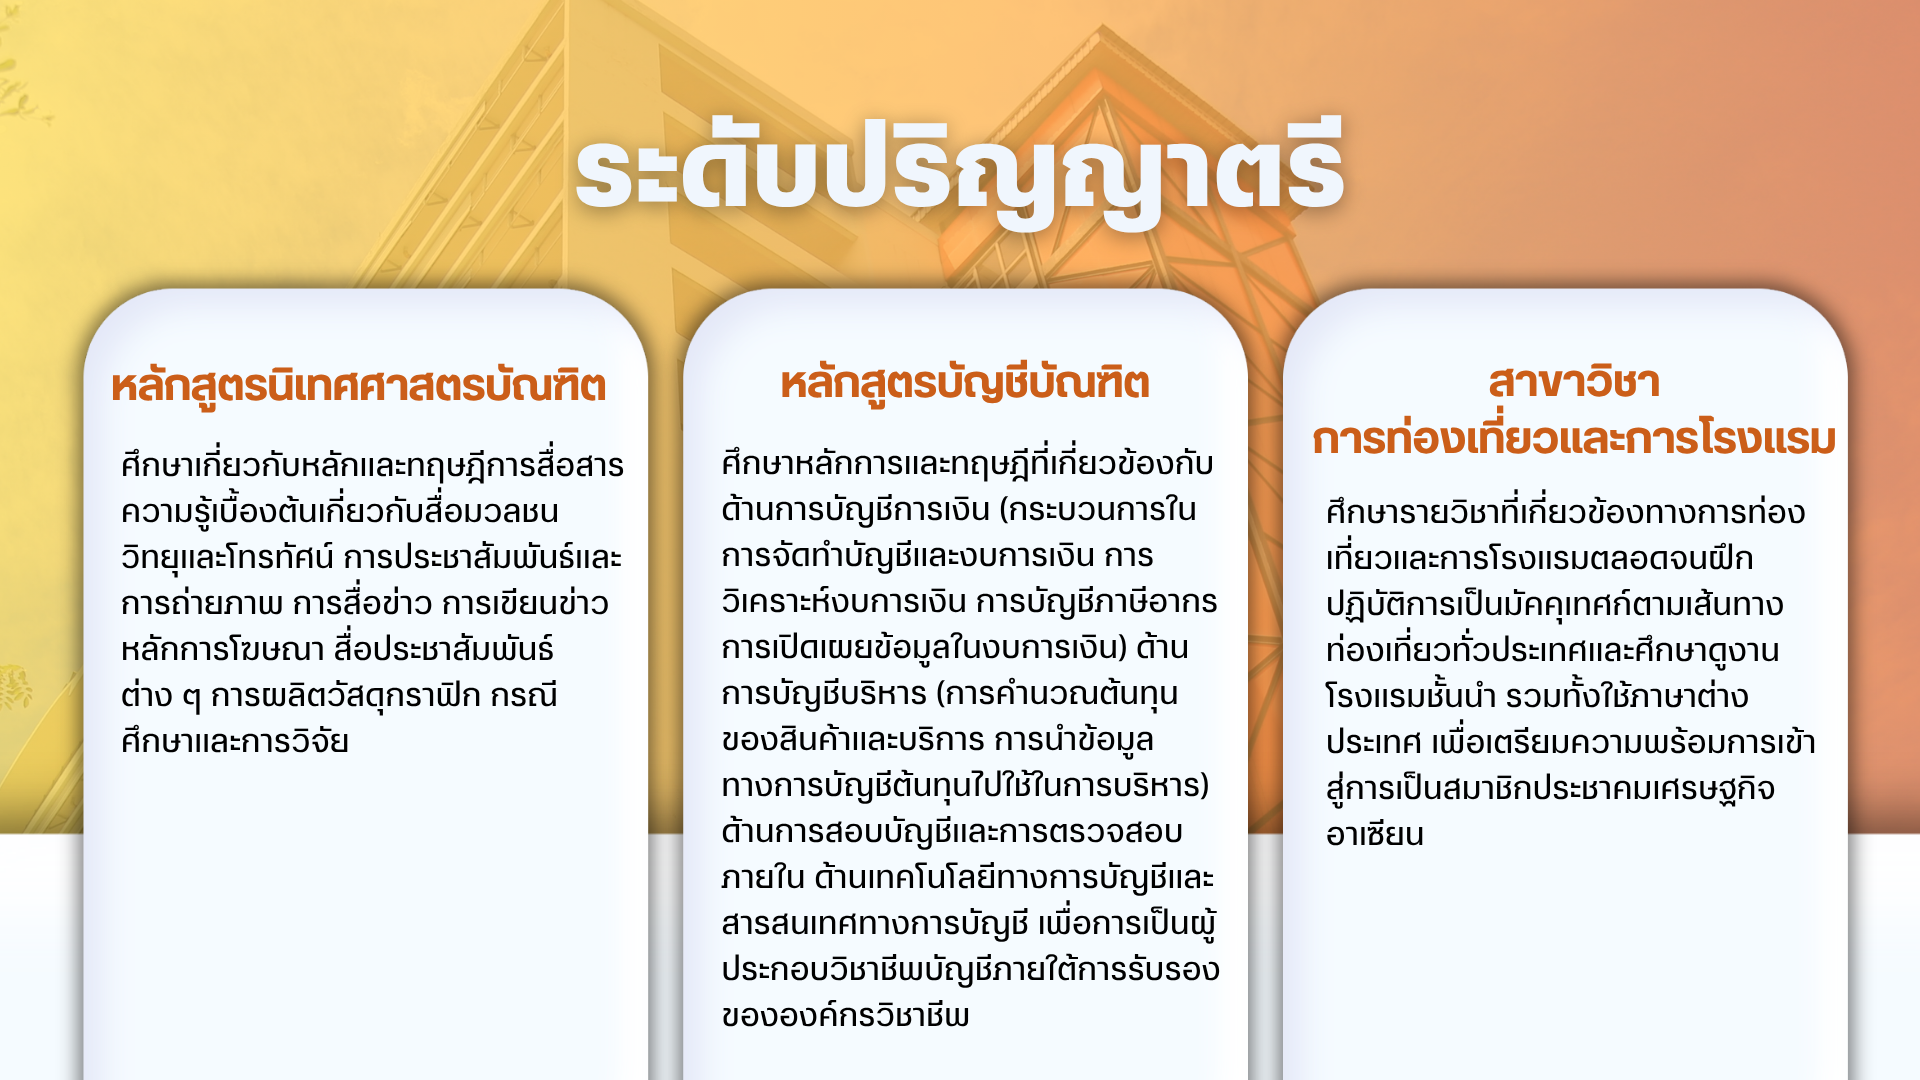 ระดับปริญญาตรี
หลักสูตรนิเทศศาสตรบัณฑิต
ศึกษาเกี่ยวกับหลักและทฤษฎีการสื่อสาร
ความรู้เบื้องต้นเกี่ยวกับสื่อมวลชน
วิทยุและโทรทัศน์ การประชาสัมพันธ์และ
การถ่ายภาพ การสื่อข่าว การเขียนข่าว
หลักการโฆษณา สื่อประชาสัมพันธ์
ต่าง ๆ การผลิตวัสดุกราฟิก กรณี
ศึกษาและการวิจัย
หลักสูตรบัญชีบัณฑิต
ศึกษาหลักการและทฤษฎีที่เกี่ยวข้องกับ
ด้านการบัญชีการเงิน (กระบวนการใน
การจัดทำบัญชีและงบการเงิน การ
วิเคราะห์งบการเงิน การบัญชีภาษีอากร
การเปิดเผยข้อมูลในงบการเงิน) ด้าน
การบัญชีบริหาร (การคำนวณต้นทุน
ของสินค้าและบริการ การนำข้อมูล
ทางการบัญชีต้นทุนไปใช้ในการบริหาร)
ด้านการสอบบัญชีและการตรวจสอบ
ภายใน ด้านเทคโนโลยีทางการบัญชีและ
สารสนเทศทางการบัญชี เพื่อการเป็นผู้
ประกอบวิชาชีพบัญชีภายใต้การรับรอง
ขององค์กรวิชาชีพ
สาขาวิชา
การท่องเที่ยวและการโรงแรม
ศึกษารายวิชาที่เกี่ยวข้องทางการท่อง
เที่ยวและการโรงแรมตลอดจนฝึก
ปฏิบัติการเป็นมัคคุเทศก์ตามเส้นทาง
ท่องเที่ยวทั่วประเทศและศึกษาดูงาน
โรงแรมชั้นนำ รวมทั้งใช้ภาษาต่าง
ประเทศ เพื่อเตรียมความพร้อมการเข้า
สู่การเป็นสมาชิกประชาคมเศรษฐกิจ
อาเซียน